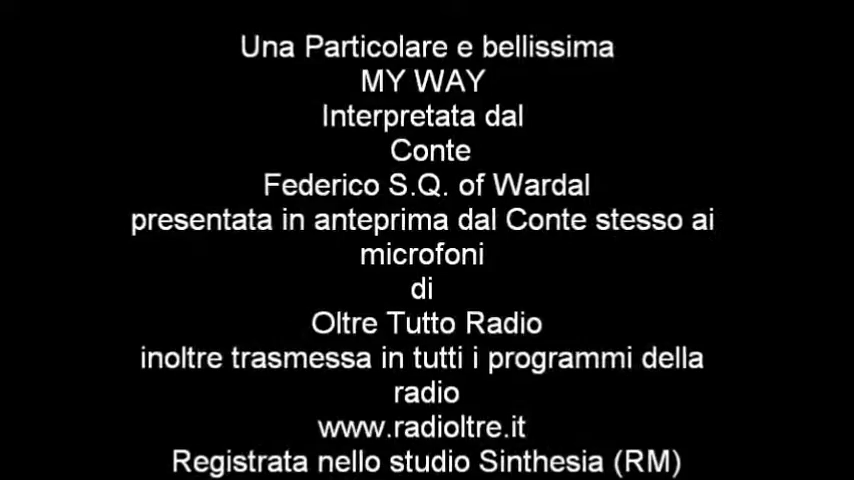 Una Particolare e bellissima
MY WAY
Interpretata dal
Conte
Federico S.Q. of Wardal
presentata in anteprima dal Conte stesso ai
microfoni
di
Oltre Tutto Radio
inoltre trasmessa in tutti i programmi della
radio
www.radioltre.it
Registrata nello studio Sinthesia (RM)